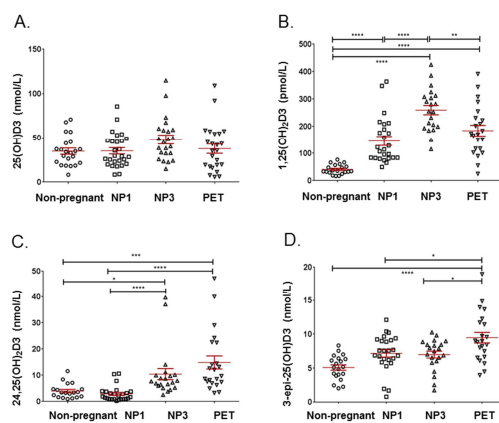 A.
150
100
50
0
25(OH)D3 (nmol/L)
Non-pregnant NP1 NP3 PET
B.
**** **** **
****
****
500
400
300
200
100
0
1,25(OH)2D3 (pmol/L)
Non-pregnant NP1 NP3 PET
C.
***
* ****
****
50
40
30
20
10
0
24,25(OH)2D3 (nmol/L)
Non-pregnant NP1 NP3 PET
D.
*
****
*
20
15
10
5
0
3-epi-25(OH)D3 (nmol/L)
Non-pregnant NP1 NP3 PET